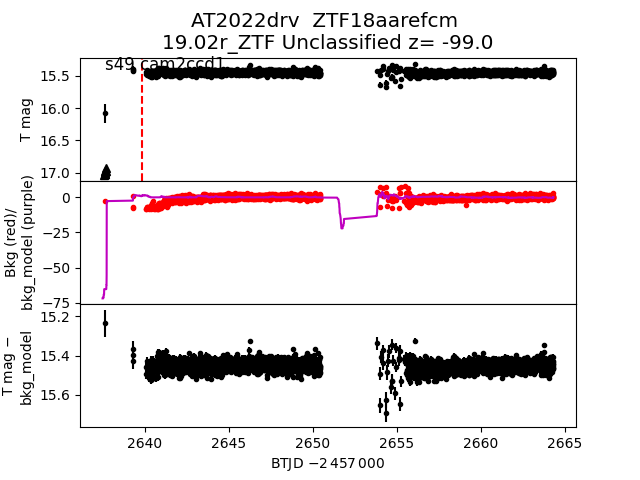 AT2022drv  ZTF18aarefcm
19.02r_ZTF Unclassified z= -99.0
s49 cam2ccd1
15.5
16.0
16.5
17.0
T mag
0
−25
−50
−75
Bkg (red)/
bkg_model (purple)
15.2
15.4
15.6
T mag −
bkg_model
2640
2645
2650
2655
2660
2665
BTJD −2 457 000